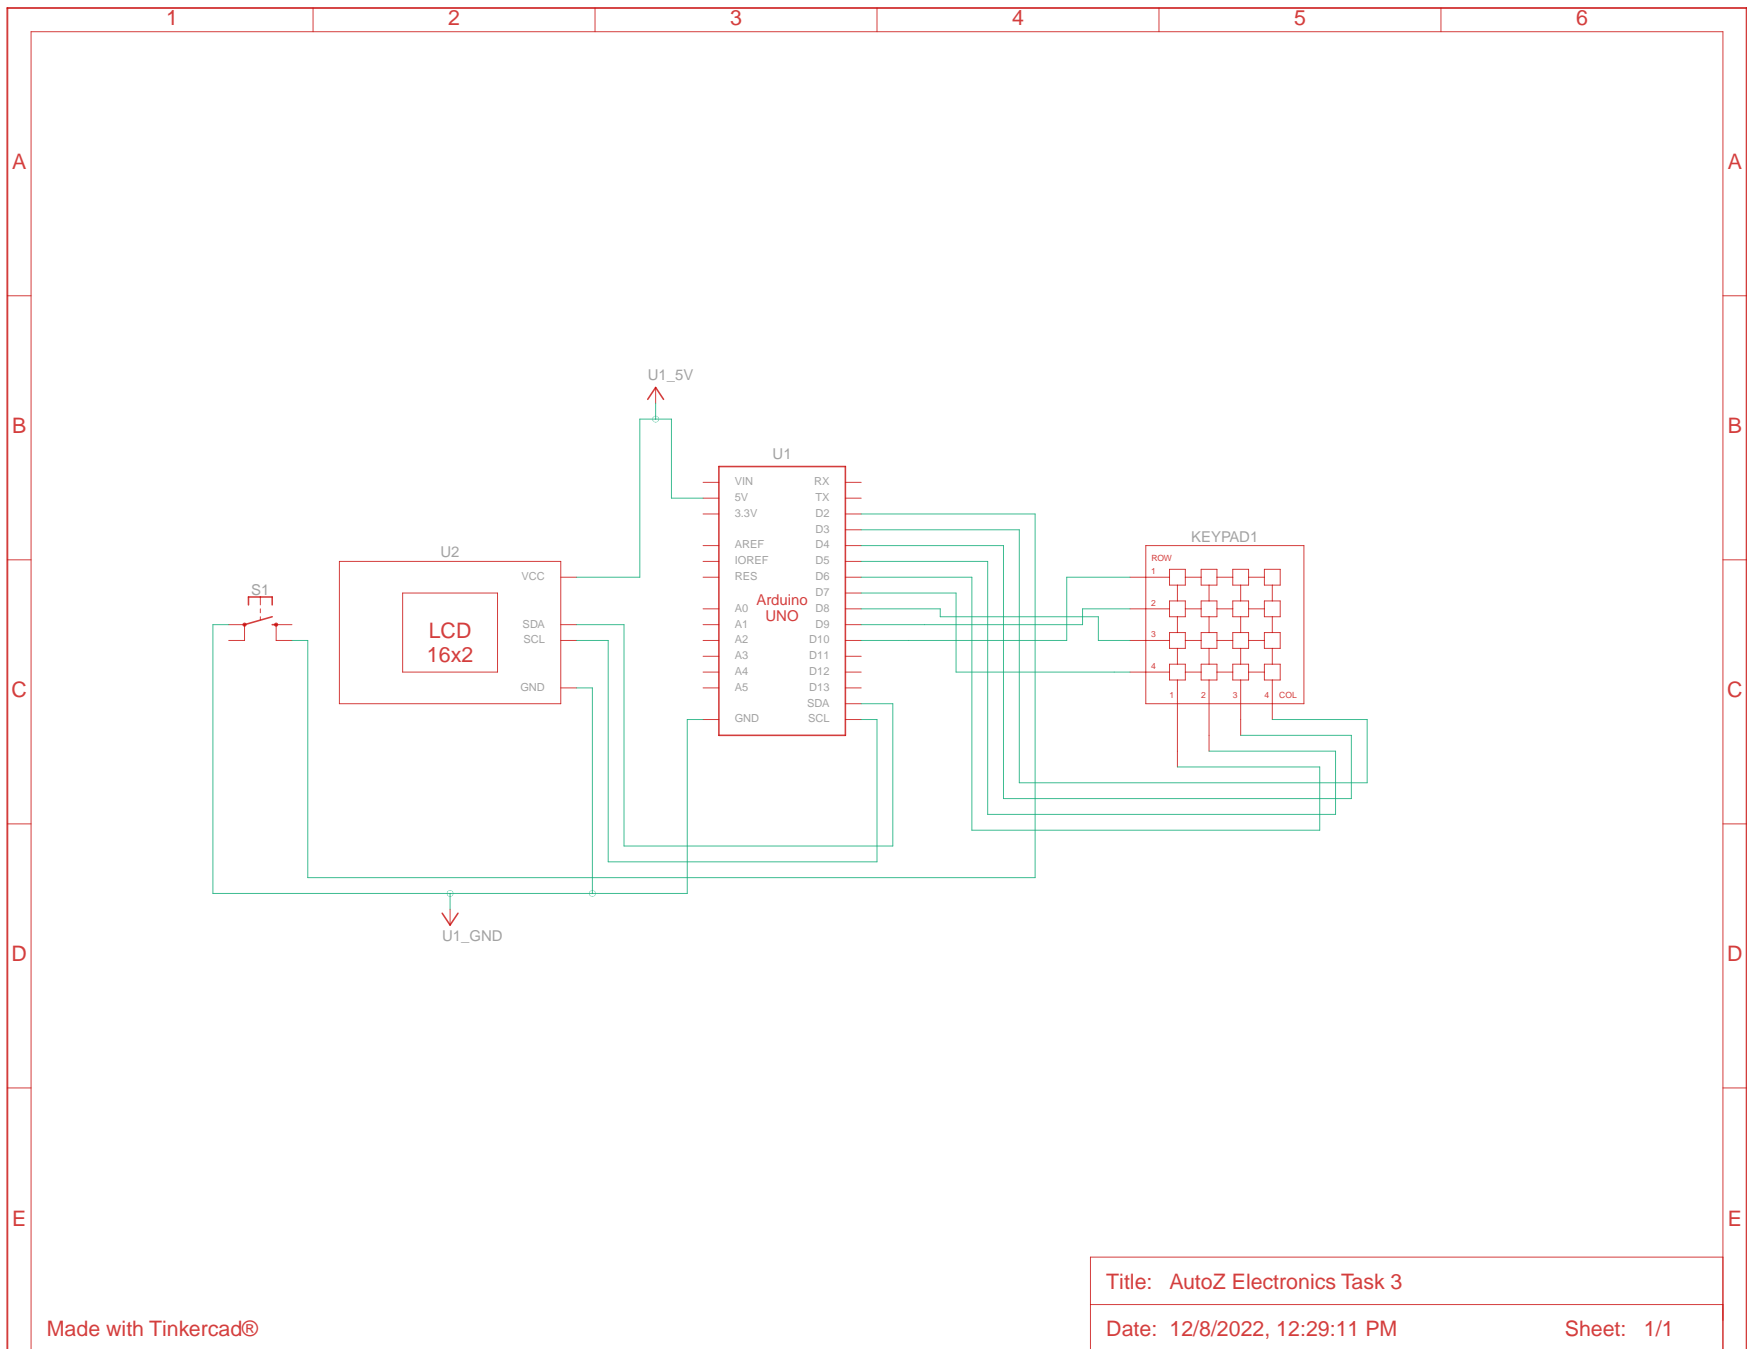 1 2 3 4 5 6
A A
B B
C C
D D
E E
U1_5V
U1
VIN RX
5V TX
3.3V D2
D3
AREF D4
IOREF D5
RES D6
D7
Arduino
UNO
A0 D8
A1 D9
A2 D10
A3 D11
A4 D12
A5 D13
SDA
GND SCL
KEYPAD1
ROW
1
2
3
4
1 2 3 4 COL
U2
VCC
LCD
16x2
SDA
SCL
GND
S1
U1_GND
Title: AutoZ Electronics Task 3
Made with Tinkercad®
Date: 12/8/2022, 12:29:11 PM Sheet: 1/1